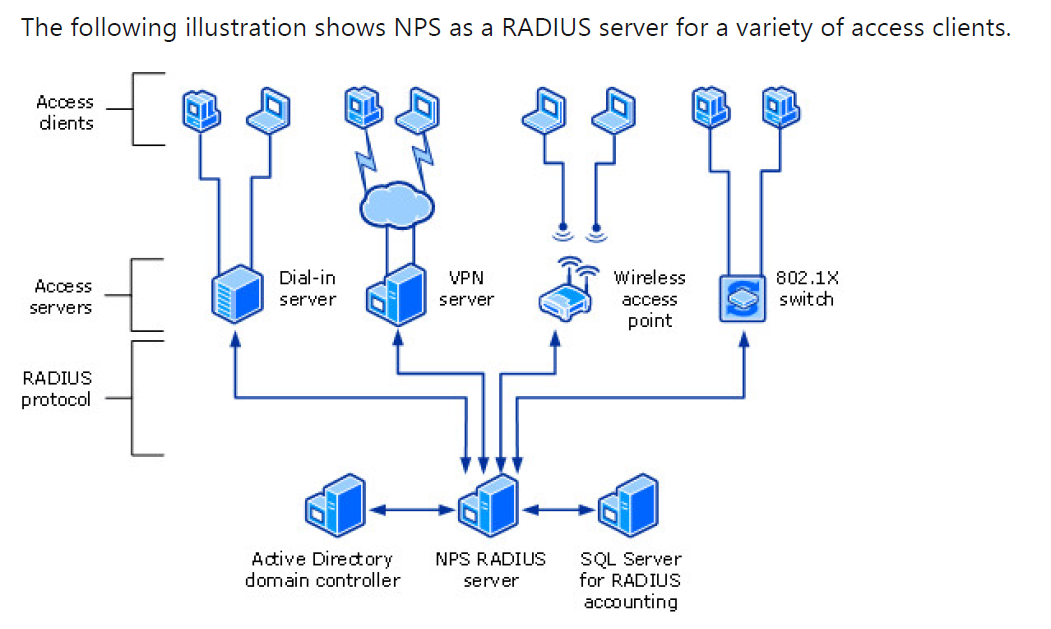 The following illustration shows NPS as a RADIUS server for a variety of access clients.
Access
clients
Access
servers
Dial-in
server
VPN
server
Wireless
access
point
802.1X
switch
RADIUS
protocol
Active Directory
domain controller
NPS RADIUS
server
SQL Server
for RADIUS
accounting